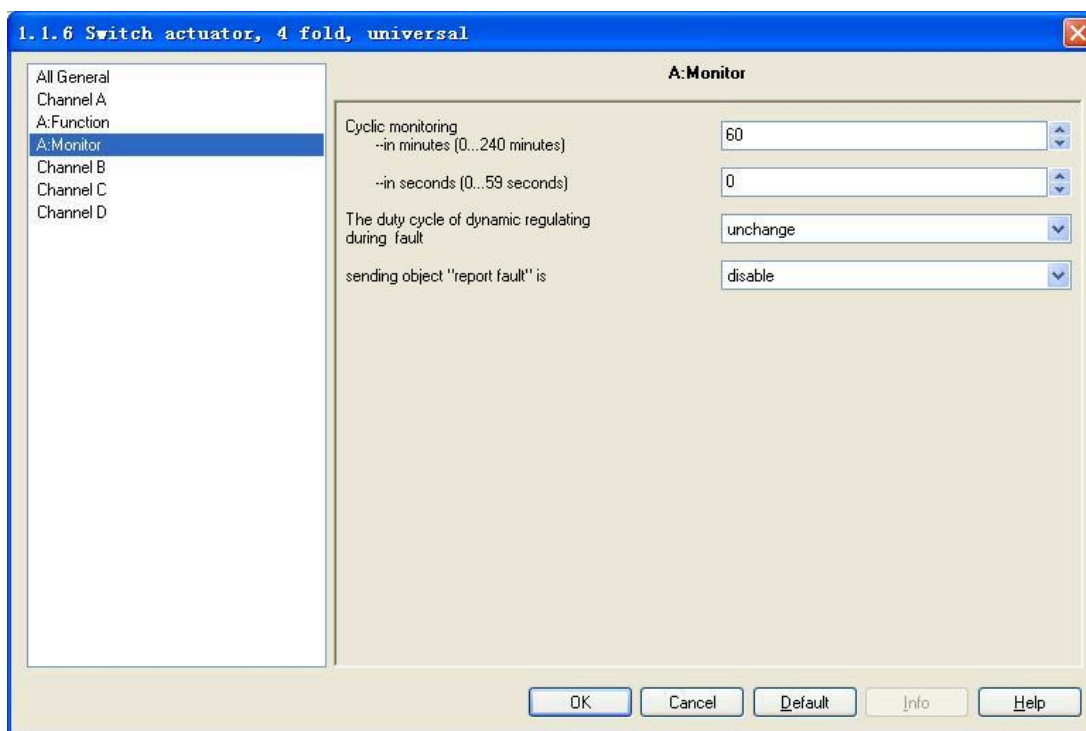 1.1.6 Switch actuator, 4 fold, universal
All General
Channel A
A:Function
A:Monitor
Channel B
Channel C
Channel D
A:Monitor
Cyclic monitoring
--in minutes (0...240 minutes)
60
--in seconds (0...59 seconds)
0
The duty cycle of dynamic regulating
during fault
unchange
sending object "report fault" is
disable
OK
Cancel
Default
Info
Help